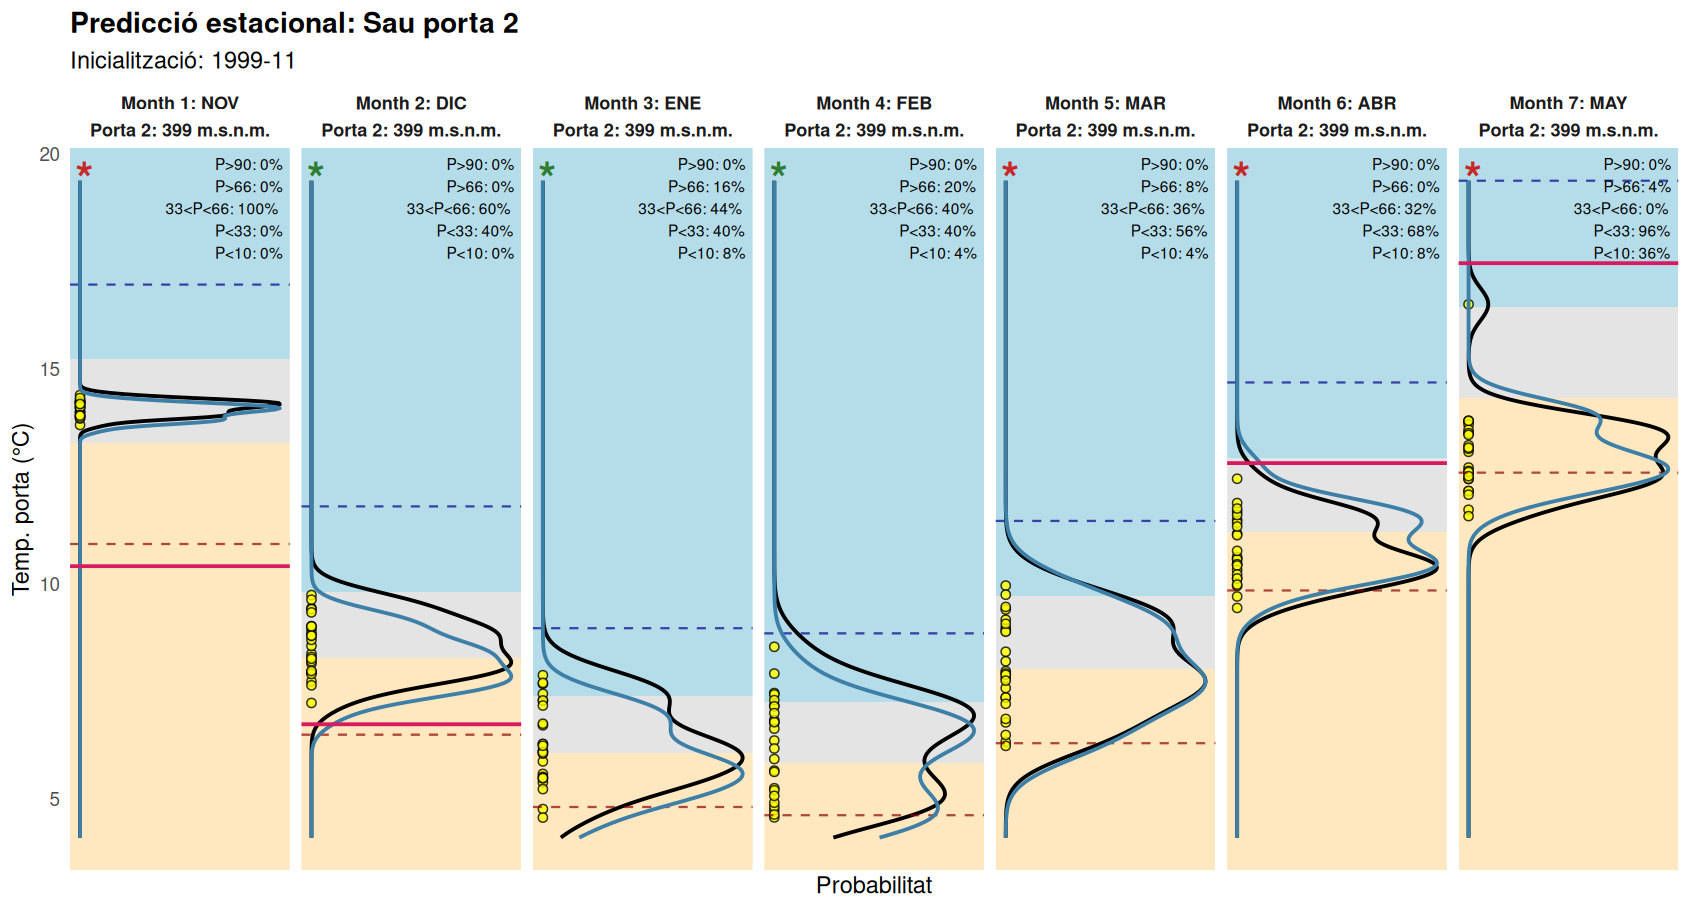 Predicció estacional: Sau porta 2
Inicialització: 1999-11
Month 1: NOV
Porta 2: 399 m.s.n.m.
Month 2: DIC
Porta 2: 399 m.s.n.m.
Month 3: ENE
Porta 2: 399 m.s.n.m.
Month 4: FEB
Porta 2: 399 m.s.n.m.
Month 5: MAR
Porta 2: 399 m.s.n.m.
Month 6: ABR
Porta 2: 399 m.s.n.m.
Month 7: MAY
Porta 2: 399 m.s.n.m.
Temp. porta (°C)
20
15
10
5
*
P>90: 0%
P>66: 0%
33<P<66: 100%
P<33: 0%
P<10: 0%
*
P>90: 0%
P>66: 0%
33<P<66: 60%
P<33: 40%
P<10: 0%
*
P>90: 0%
P>66: 16%
33<P<66: 44%
P<33: 40%
P<10: 8%
*
P>90: 0%
P>66: 20%
33<P<66: 40%
P<33: 40%
P<10: 4%
*
P>90: 0%
P>66: 8%
33<P<66: 36%
P<33: 56%
P<10: 4%
*
P>90: 0%
P>66: 0%
33<P<66: 32%
P<33: 68%
P<10: 8%
*
P>90: 0%
P>66: 4%
33<P<66: 0%
P<33: 96%
P<10: 36%
Probabilitat